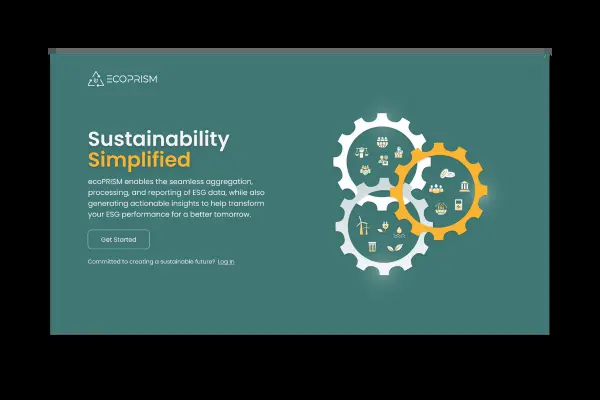 ECOPRISM
Sustainability
Simplified
ecoPRISM enables the seamless aggregation,
processing, and reporting of ESG data, while also
generating actionable insights to help transform
your ESG performance for a better tomorrow.
Get Started
Committed to creating a sustainable future? Log in